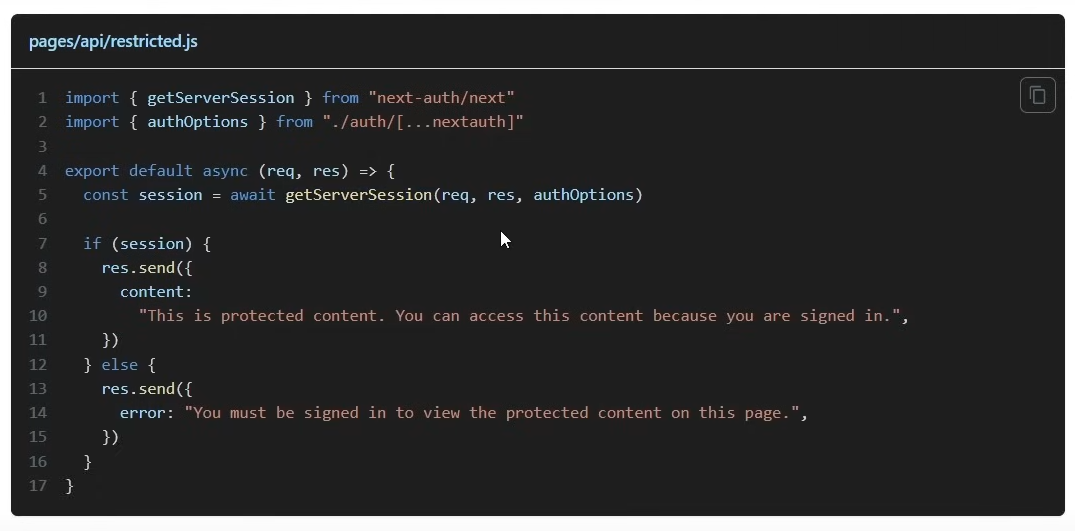 pages/api/restricted.js
1 import { getServerSession } from "next-auth/next"
2 import { authOptions } from "./auth/[...nextauth]"
3
4 export default async (req, res) => {
5   const session = await getServerSession(req, res, authOptions)
6
7   if (session) {
8     res.send({
9       content:
10         "This is protected content. You can access this content because you are signed in.",
11     })
12   } else {
13     res.send({
14       error: "You must be signed in to view the protected content on this page.",
15     })
16   }
17 }